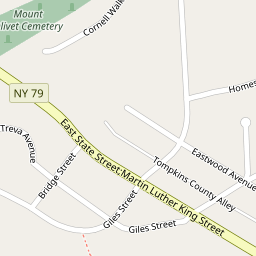 Mount
livet Cemetery
Cornell Walk
NY 79
Homes
Treva Avenue
East State Street;Martin Luther King Street
Eastwood Avenue
Bridge Street
Tompkins County Alley
Giles Street
Giles Street